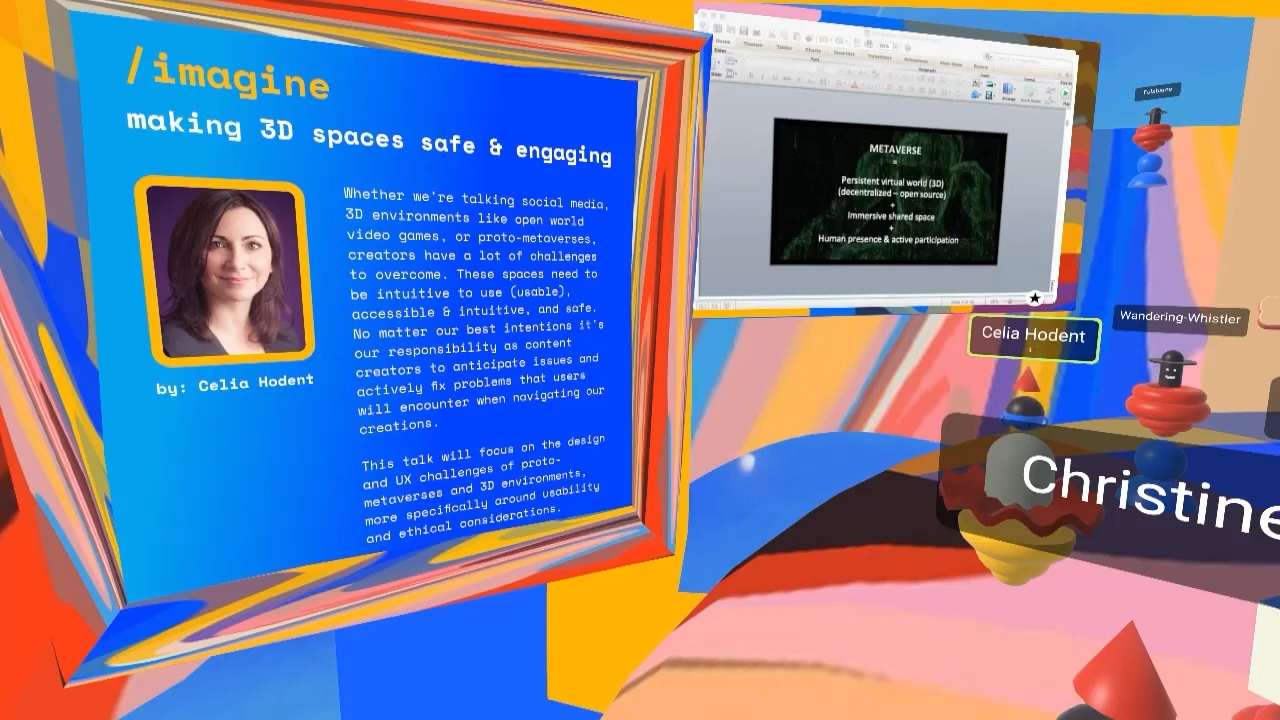 /imagine
making 3D spaces safe & engaging
Whether we're talking social media,
3D environments like open world
video games, or proto-metaverses,
creators have a lot of challenges
to overcome. These spaces need to
be intuitive to use (usable),
accessible & intuitive, and safe.
No matter our best intentions it's
our responsibility as content
creators to anticipate issues and
actively fix problems that users
will encounter when navigating our
creations.
This talk will focus on the design
and UX challenges of proto-
metaverses and 3D environments,
more specifically around usability
and ethical considerations.
by: Celia Hodent
METAVERSE
=
Persistent virtual world (3D)
(decentralized – open source)
+
Immersive shared space
+
Human presence & active participation
Celia Hodent
Wandering-Whistler
Christine